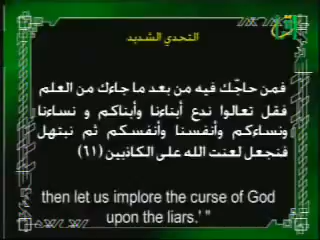 التحدي الشديد
فمن حاجّك فيه من بعد ما جاءك من العلم
فقل تعالوا ندع أبناءنا وأبناكم و نساءنا
ونساءكم وأنفسنا وأنفسكم ثم نبتهل
فنجعل لعنت الله على الكاذبين (٦١)
then let us implore the curse of God
upon the liars.' "